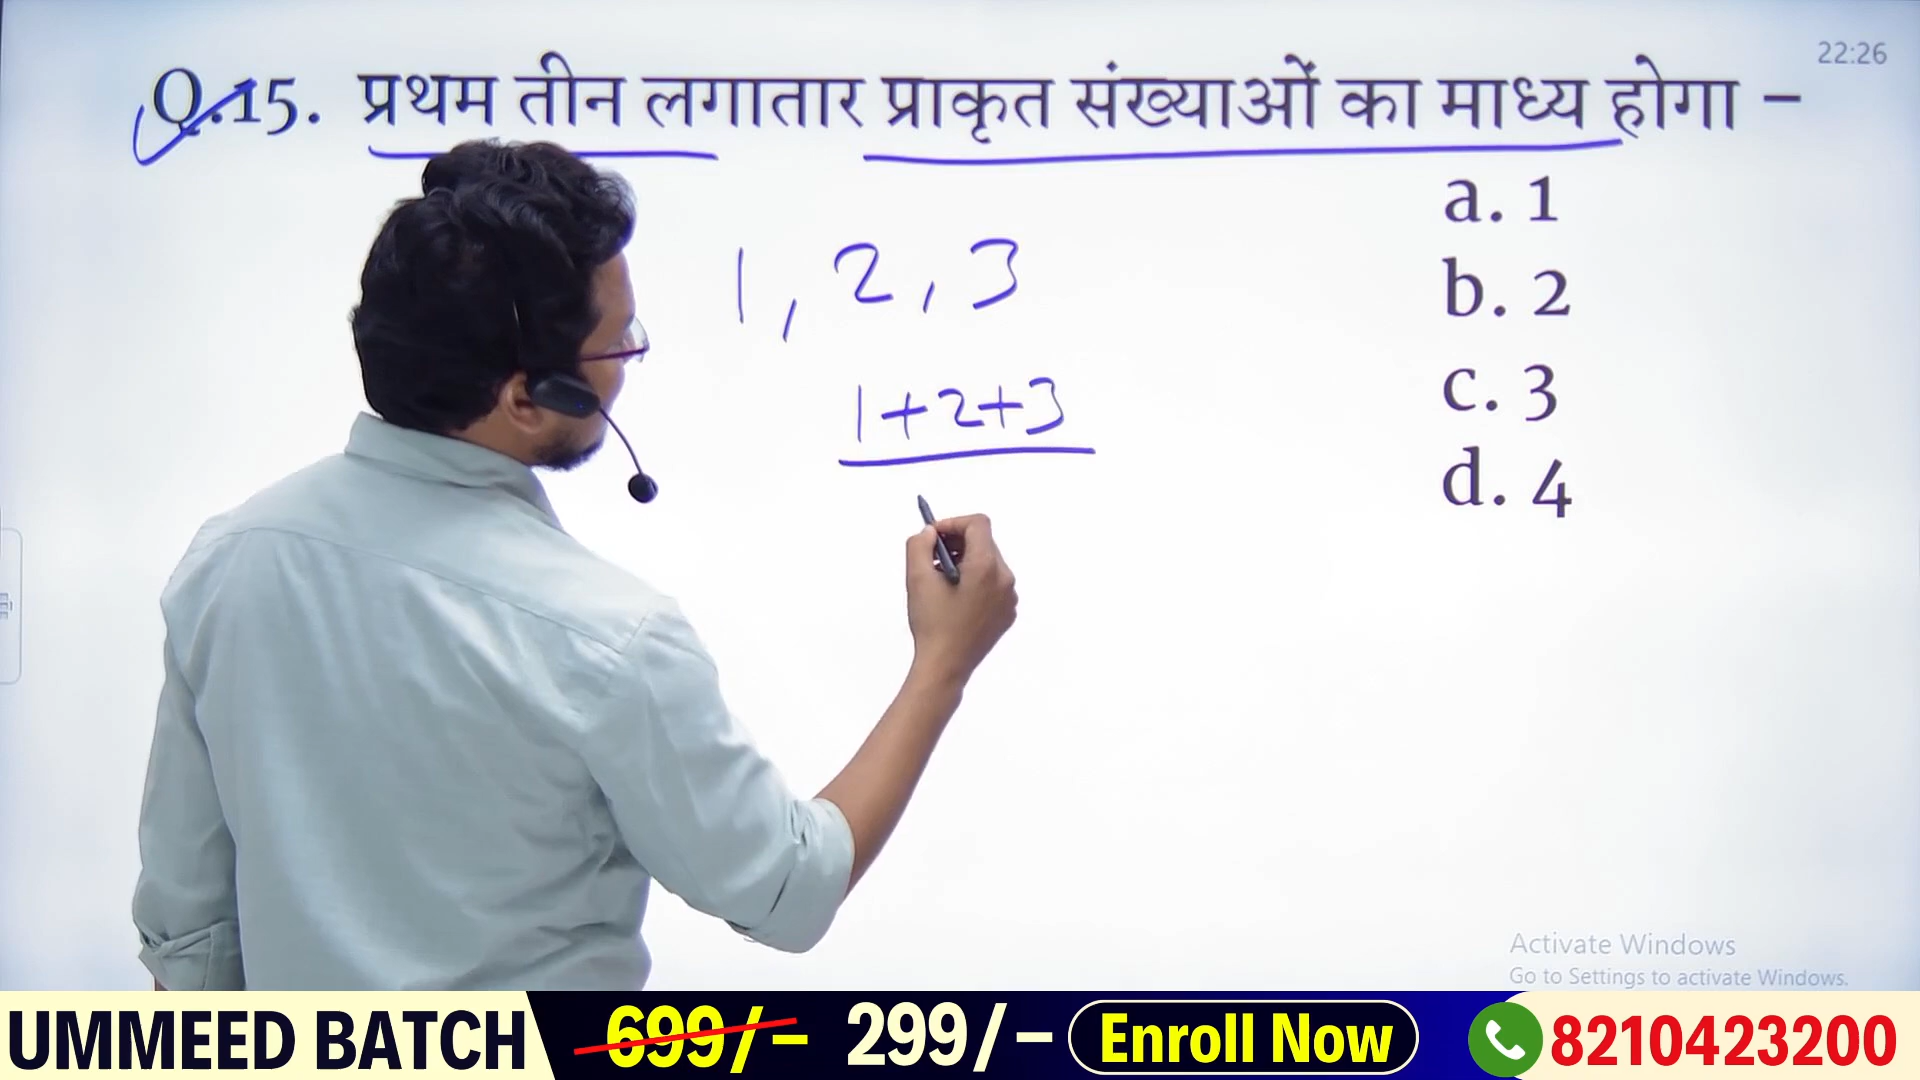 22:26
Q.15. प्रथम तीन लगातार प्राकृत संख्याओं का माध्य होगा –
a. 1
1, 2, 3
b. 2
c. 3
1+2+3
d. 4
Activate Windows
Go to Settings to activate Windows.
UMMEED BATCH 699/- 299/- Enroll Now 8210423200